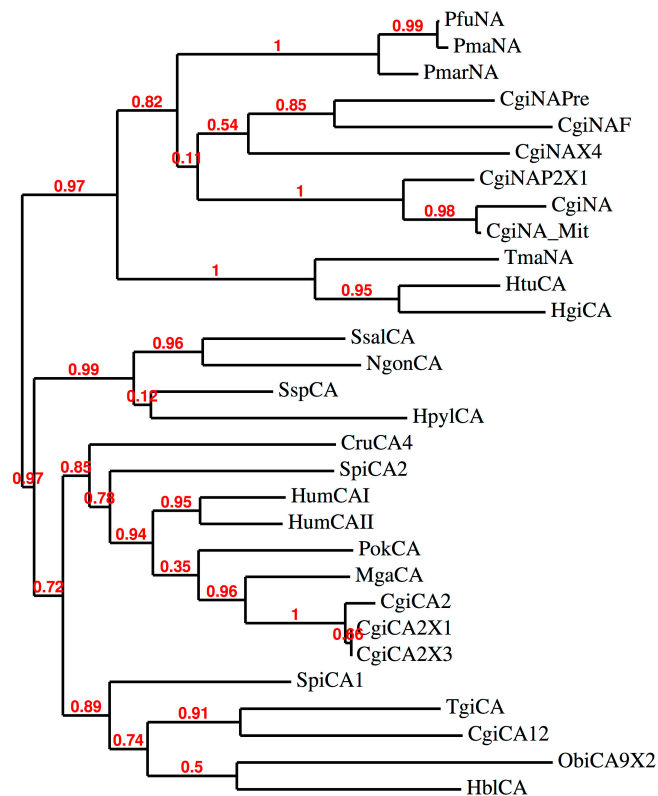 PfuNA
0.99
PmaNA
1
PmarNA
0.82
CgiNAPre
0.85
CgiNAF
0.54
CgiNAX4
0.11
CgiNAP2X1
0.97
1
CgiNA
0.98
CgiNA_Mit
TmaNA
1
HtuCA
0.95
HgiCA
SsalCA
0.96
NgonCA
0.99
SspCA
0.12
HpylCA
CruCA4
0.85
SpiCA2
0.97
0.78
HumCAI
0.95
HumCAII
0.94
PokCA
0.35
MgaCA
0.96
0.72
CgiCA2
1
CgiCA2X1
0.66
CgiCA2X3
SpiCA1
0.89
TgiCA
0.91
CgiCA12
0.74
ObiCA9X2
0.5
HblCA